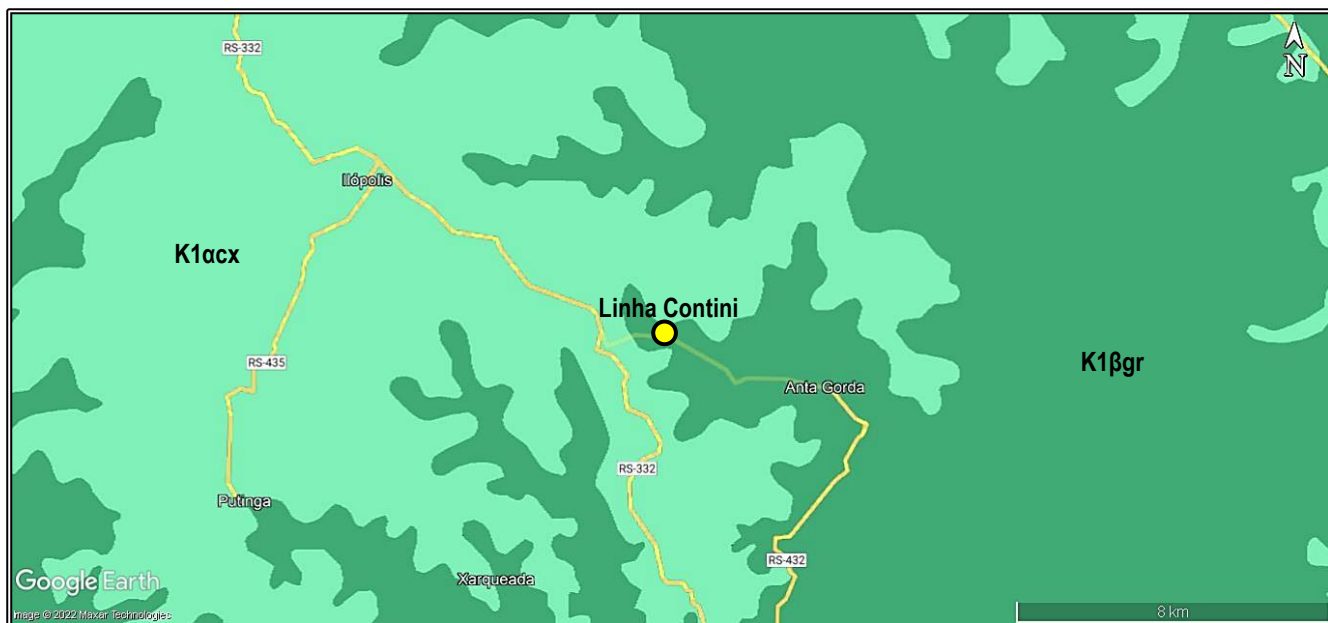 RS-332
N
Ilópolis
K1αcx
Linha Contini
RS-435
K1βgr
Anta Gorda
RS-332
Putinga
RS-432
Xarqueada
Google Earth
Image © 2022 Maxar Technologies
8 km